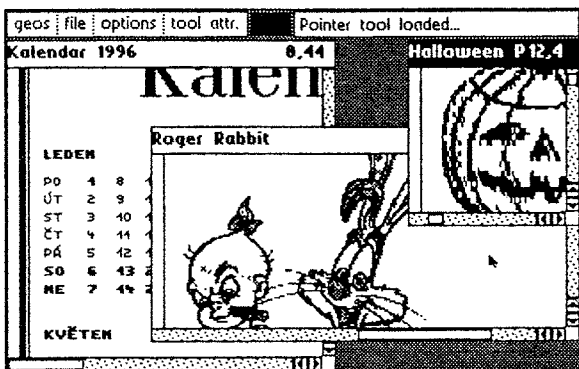 geos file options tool attr. Pointer tool loaded...
Kalendar 1996 8,44
Halloween P 12,4
Kalen
Roger Rabbit
LEDEN
PO 1 8
ÚT 2 9
ST 3 10
ČT 4 11
PÁ 5 12
SO 6 13
NE 7 14
KVĚTEN